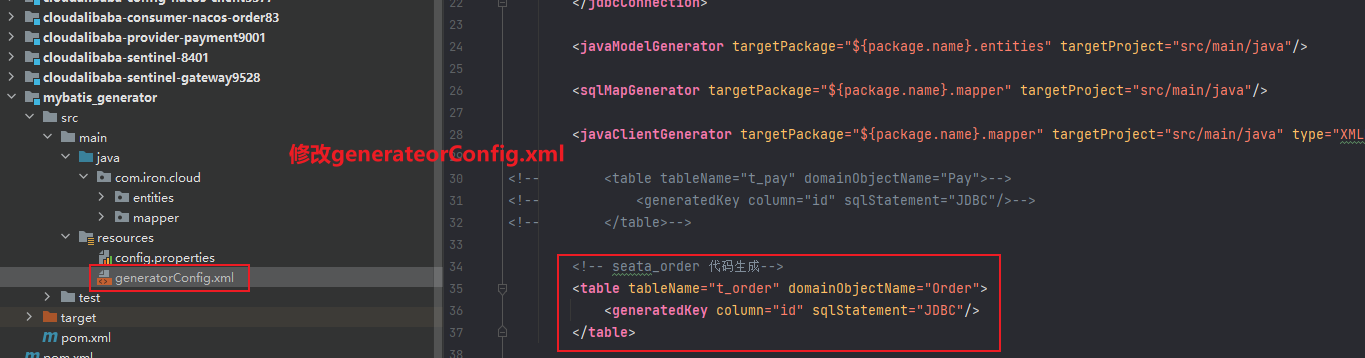 cloudalibaba-config-nacos-client3377
cloudalibaba-consumer-nacos-order83
cloudalibaba-provider-payment9001
cloudalibaba-sentinel-8401
cloudalibaba-sentinel-gateway9528
mybatis_generator
src
main
java
com.iron.cloud
entities
mapper
resources
config.properties
generatorConfig.xml
test
target
pom.xml
pom.xml
修改generateorConfig.xml
22 </jdbcConnection>
23
24 <javaModelGenerator targetPackage="${package.name}.entities" targetProject="src/main/java"/>
25
26 <sqlMapGenerator targetPackage="${package.name}.mapper" targetProject="src/main/java"/>
27
28 <javaClientGenerator targetPackage="${package.name}.mapper" targetProject="src/main/java" type="XML
29
30 <!-- <table tableName="t_pay" domainObjectName="Pay">-->
31 <!-- <generatedKey column="id" sqlStatement="JDBC"/>-->
32 <!-- </table>-->
33
34 <!-- seata_order 代码生成-->
35 <table tableName="t_order" domainObjectName="Order">
36 <generatedKey column="id" sqlStatement="JDBC"/>
37 </table>
38